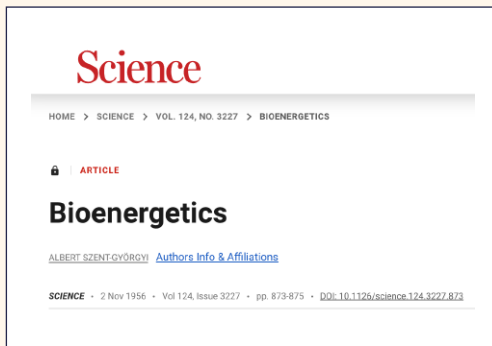 Science
HOME > SCIENCE > VOL. 124, NO. 3227 > BIOENERGETICS
ARTICLE
Bioenergetics
ALBERT SZENT-GYÖRGYI Authors Info & Affiliations
SCIENCE • 2 Nov 1956 • Vol 124, Issue 3227 • pp. 873-875 • DOI: 10.1126/science.124.3227.873